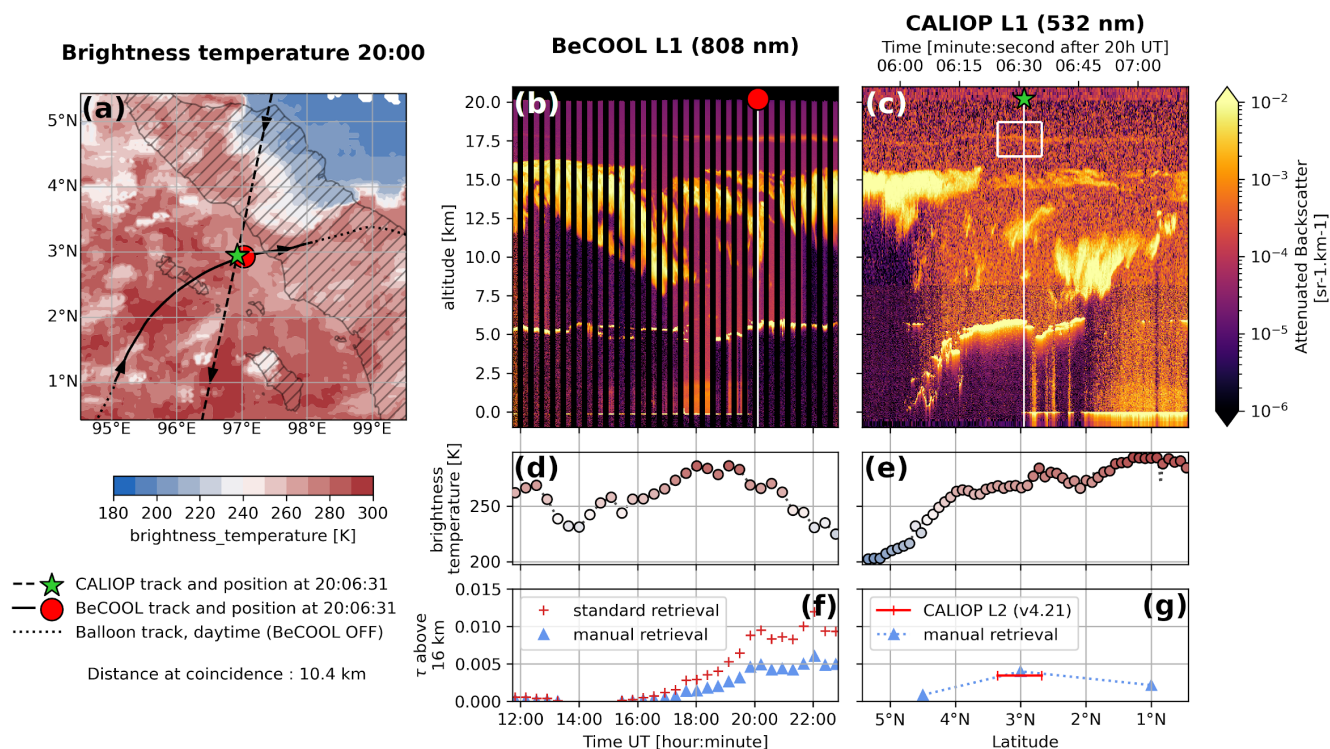 Brightness temperature 20:00
(a)
5°N
4°N
3°N
2°N
1°N
95°E 96°E 97°E 98°E 99°E
180 200 220 240 260 280 300
brightness_temperature [K]
CALIOP track and position at 20:06:31
BeCOOL track and position at 20:06:31
Balloon track, daytime (BeCOOL OFF)
Distance at coincidence : 10.4 km
BeCOOL L1 (808 nm)
(b)
altitude [km]
20.0
17.5
15.0
12.5
10.0
7.5
5.0
2.5
0.0
CALIOP L1 (532 nm)
Time [minute:second after 20h UT]
06:00 06:15 06:30 06:45 07:00
(c)
10−2
10−3
10−4
10−5
10−6
Attenuated Backscatter
[sr-1.km-1]
(d)
brightness
temperature [K]
250
200
(e)
(f)
τ above
16 km
0.015
0.010
0.005
0.000
standard retrieval
manual retrieval
12:00 14:00 16:00 18:00 20:00 22:00
Time UT [hour:minute]
(g)
CALIOP L2 (v4.21)
manual retrieval
5°N 4°N 3°N 2°N 1°N
Latitude